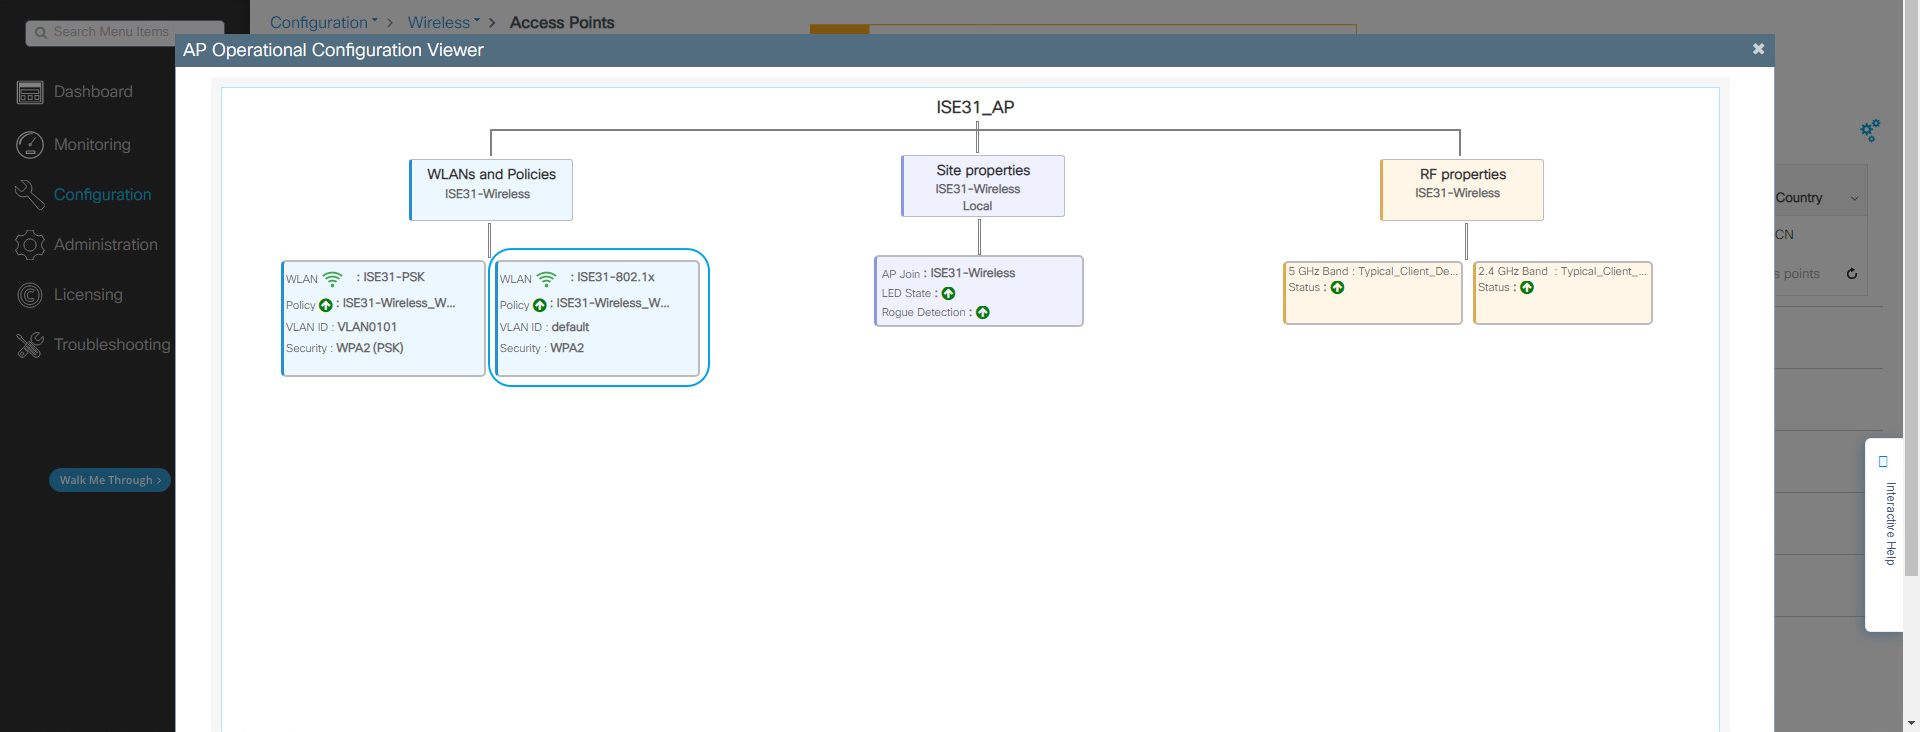 Search Menu Items
Configuration > Wireless > Access Points
AP Operational Configuration Viewer
Dashboard
Monitoring
Configuration
Administration
Licensing
Troubleshooting
Walk Me Through >
ISE31_AP
WLANs and Policies
ISE31-Wireless
WLAN : ISE31-PSK
Policy : ISE31-Wireless_W...
VLAN ID : VLAN0101
Security : WPA2 (PSK)
WLAN : ISE31-802.1x
Policy : ISE31-Wireless_W...
VLAN ID : default
Security : WPA2
Site properties
ISE31-Wireless
Local
AP Join : ISE31-Wireless
LED State :
Rogue Detection :
RF properties
ISE31-Wireless
5 GHz Band : Typical_Client_De...
Status :
2.4 GHz Band : Typical_Client_...
Status :
Country
CN
s points
Interactive Help